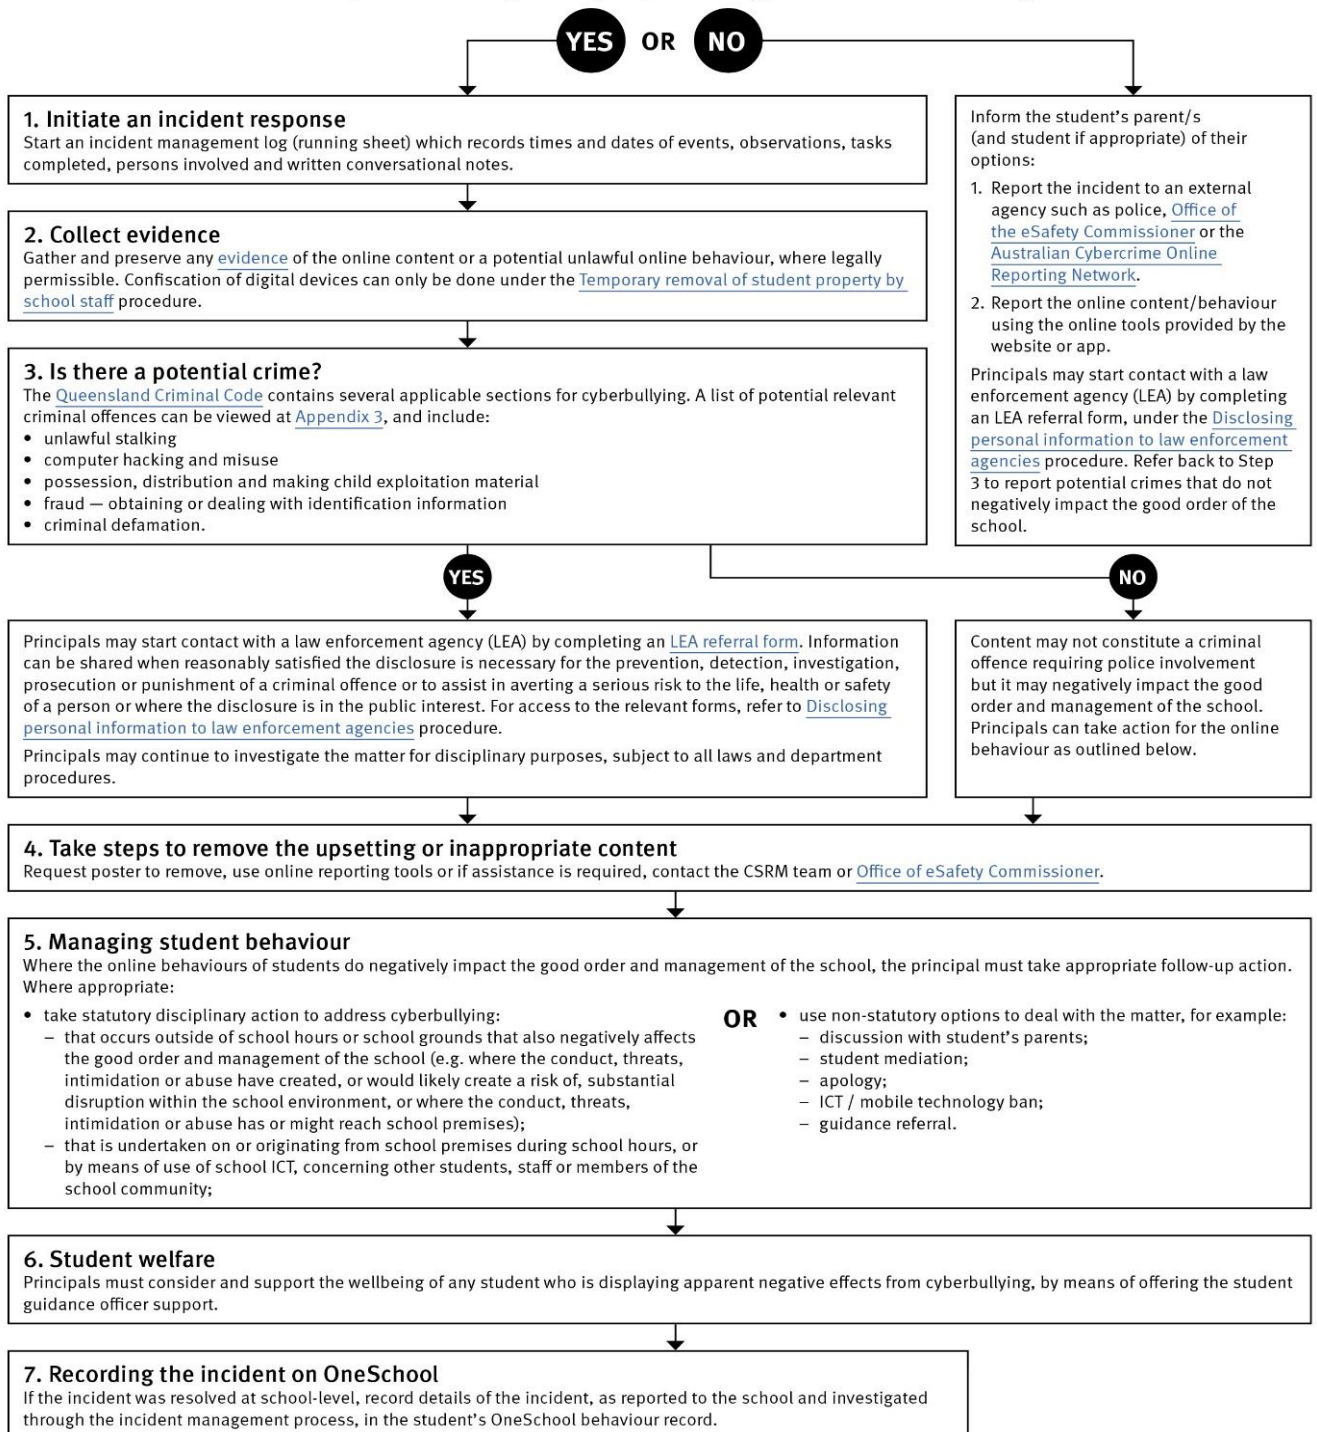 YES OR NO
1. Initiate an incident response
Start an incident management log (running sheet) which records times and dates of events, observations, tasks
completed, persons involved and written conversational notes.
2. Collect evidence
Gather and preserve any evidence of the online content or a potential unlawful online behaviour, where legally
permissible. Confiscation of digital devices can only be done under the Temporary removal of student property by
school staff procedure.
3. Is there a potential crime?
The Queensland Criminal Code contains several applicable sections for cyberbullying. A list of potential relevant
criminal offences can be viewed at Appendix 3, and include:
• unlawful stalking
• computer hacking and misuse
• possession, distribution and making child exploitation material
• fraud — obtaining or dealing with identification information
• criminal defamation.
Inform the student's parent/s
(and student if appropriate) of their
options:
1. Report the incident to an external
agency such as police, Office of
the eSafety Commissioner or the
Australian Cybercrime Online
Reporting Network.
2. Report the online content/behaviour
using the online tools provided by the
website or app.
Principals may start contact with a law
enforcement agency (LEA) by completing
an LEA referral form, under the Disclosing
personal information to law enforcement
agencies procedure. Refer back to Step
3 to report potential crimes that do not
negatively impact the good order of the
school.
YES
NO
Principals may start contact with a law enforcement agency (LEA) by completing an LEA referral form. Information
can be shared when reasonably satisfied the disclosure is necessary for the prevention, detection, investigation,
prosecution or punishment of a criminal offence or to assist in averting a serious risk to the life, health or safety
of a person or where the disclosure is in the public interest. For access to the relevant forms, refer to Disclosing
personal information to law enforcement agencies procedure.
Principals may continue to investigate the matter for disciplinary purposes, subject to all laws and department
procedures.
Content may not constitute a criminal
offence requiring police involvement
but it may negatively impact the good
order and management of the school.
Principals can take action for the online
behaviour as outlined below.
4. Take steps to remove the upsetting or inappropriate content
Request poster to remove, use online reporting tools or if assistance is required, contact the CSRM team or Office of eSafety Commissioner.
5. Managing student behaviour
Where the online behaviours of students do negatively impact the good order and management of the school, the principal must take appropriate follow-up action.
Where appropriate:
• take statutory disciplinary action to address cyberbullying:
– that occurs outside of school hours or school grounds that also negatively affects
the good order and management of the school (e.g. where the conduct, threats,
intimidation or abuse have created, or would likely create a risk of, substantial
disruption within the school environment, or where the conduct, threats,
intimidation or abuse has or might reach school premises);
– that is undertaken on or originating from school premises during school hours, or
by means of use of school ICT, concerning other students, staff or members of the
school community;
OR
• use non-statutory options to deal with the matter, for example:
– discussion with student's parents;
– student mediation;
– apology;
– ICT / mobile technology ban;
– guidance referral.
6. Student welfare
Principals must consider and support the wellbeing of any student who is displaying apparent negative effects from cyberbullying, by means of offering the student
guidance officer support.
7. Recording the incident on OneSchool
If the incident was resolved at school-level, record details of the incident, as reported to the school and investigated
through the incident management process, in the student's OneSchool behaviour record.